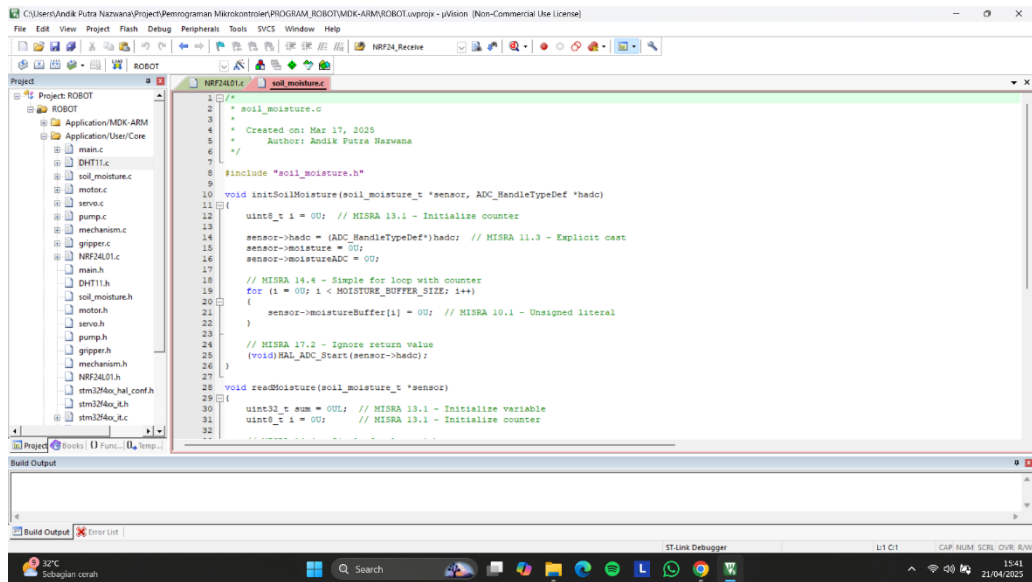 C:\Users\Andik Putra Nazwana\Project\Pemrograman Mikrokontroler\PROGRAM_ROBOT\MDK-ARM\ROBOT.uvprojx - µVision [Non-Commercial Use License]
File Edit View Project Flash Debug Peripherals Tools SVCS Window Help
NRF24_Receive
ROBOT
Project
Project: ROBOT
ROBOT
Application/MDK-ARM
Application/User/Core
main.c
DHT11.c
soil_moisture.c
motor.c
servo.c
pump.c
mechanism.c
gripper.c
NRF24L01.c
main.h
DHT11.h
soil_moisture.h
motor.h
servo.h
pump.h
gripper.h
mechanism.h
NRF24L01.h
stm32f4xx_hal_conf.h
stm32f4xx_it.h
stm32f4xx_it.c
Project Books {} Func... 0 Temp...
NRF24L01.c soil_moisture.c
1 /*
2 * soil_moisture.c
3 *
4 * Created on: Mar 17, 2025
5 * Author: Andik Putra Nazwana
6 */
7
8 #include "soil_moisture.h"
9
10 void initSoilMoisture(soil_moisture_t *sensor, ADC_HandleTypeDef *hadc)
11 {
12 uint8_t i = 0U; // MISRA 13.1 - Initialize counter
13
14 sensor->hadc = (ADC_HandleTypeDef*)hadc; // MISRA 11.3 - Explicit cast
15 sensor->moisture = 0U;
16 sensor->moistureADC = 0U;
17
18 // MISRA 14.4 - Simple for loop with counter
19 for (i = 0U; i < MOISTURE_BUFFER_SIZE; i++)
20 {
21 sensor->moistureBuffer[i] = 0U; // MISRA 10.1 - Unsigned literal
22 }
23
24 // MISRA 17.2 - Ignore return value
25 (void)HAL_ADC_Start(sensor->hadc);
26 }
27
28 void readMoisture(soil_moisture_t *sensor)
29 {
30 uint32_t sum = 0UL; // MISRA 13.1 - Initialize variable
31 uint8_t i = 0U; // MISRA 13.1 - Initialize counter
32
Build Output
Build Output Error List
ST-Link Debugger L:1 C:1 CAP NUM SCRL OVR R/W
9
32°C
Sebagian cerah
Search
15:41
21/04/2025